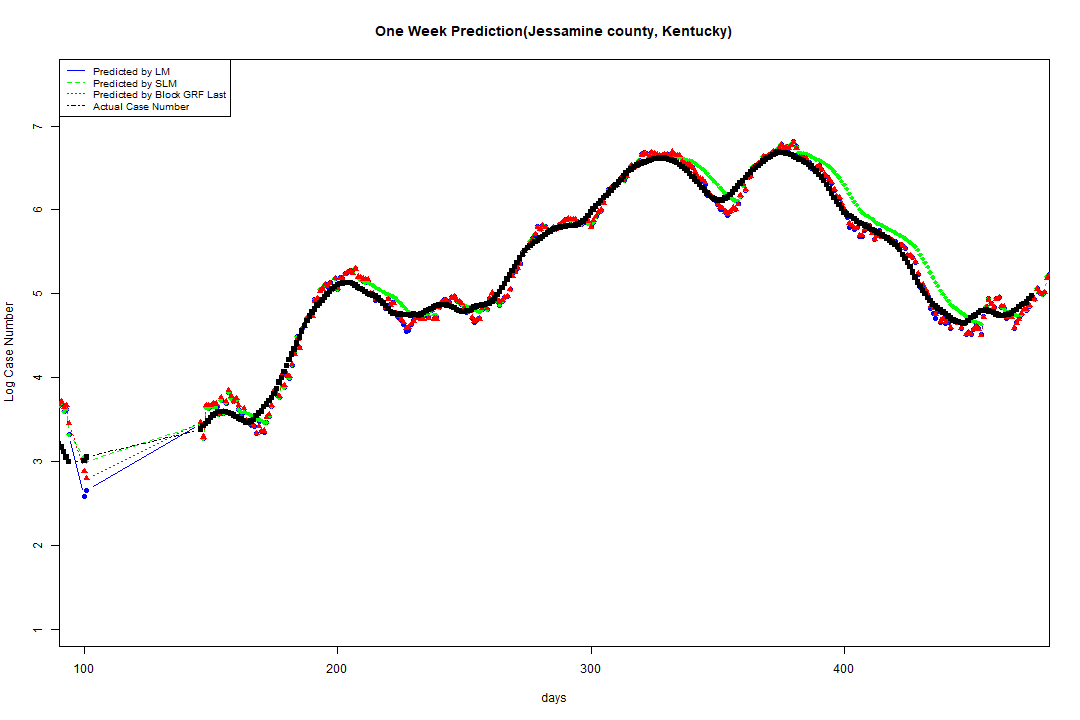 One Week Prediction(Jessamine county, Kentucky)
Predicted by LM
Predicted by SLM
Predicted by Block GRF Last
Actual Case Number
7
6
5
4
3
2
1
Log Case Number
100 200 300 400
days